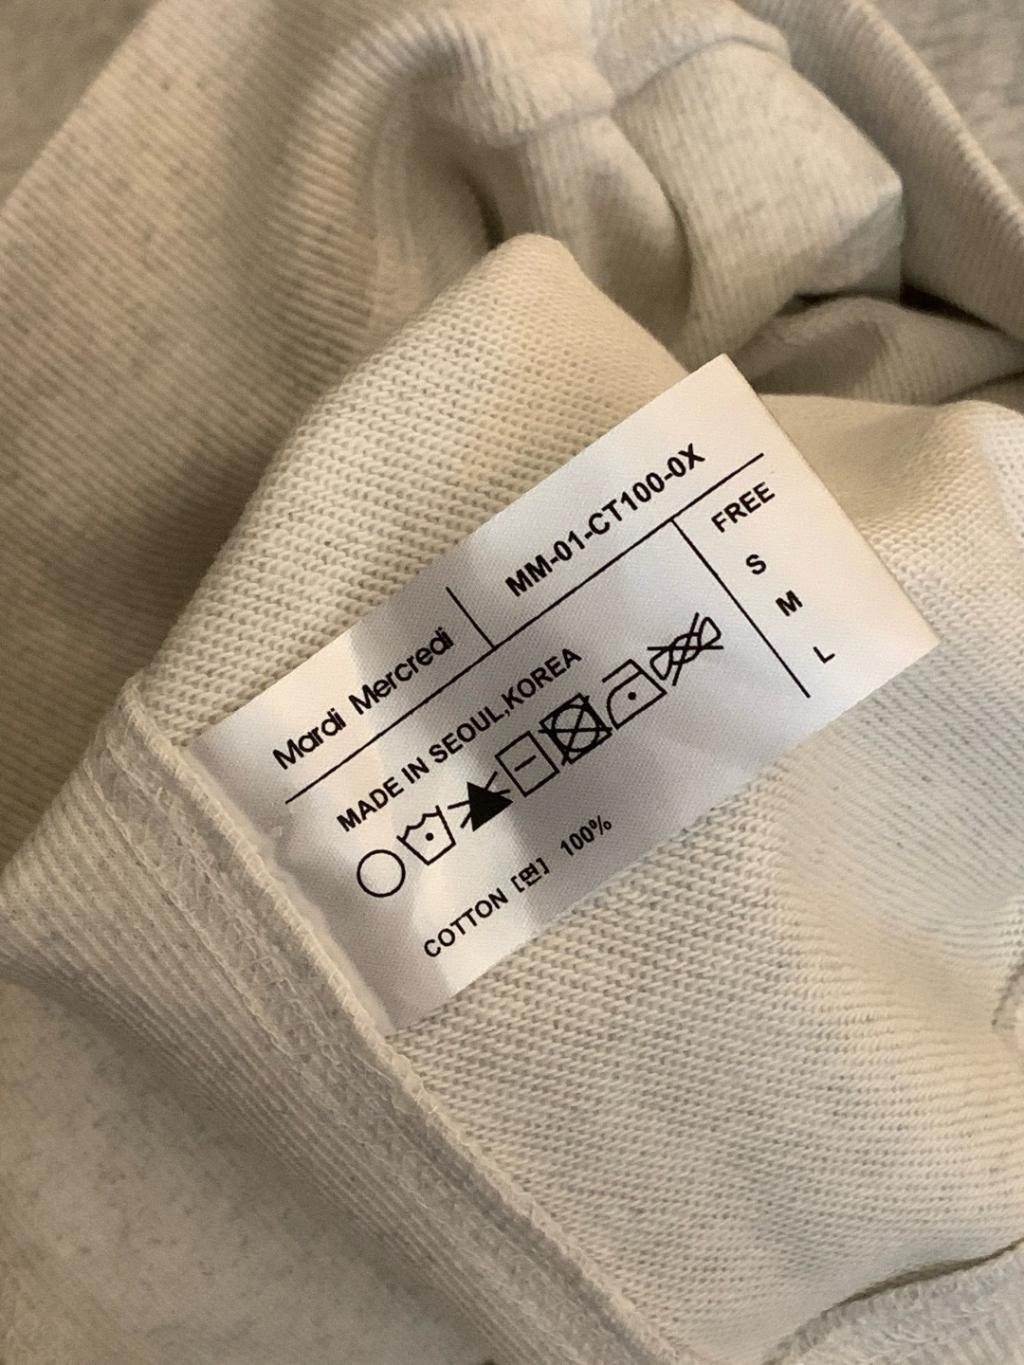 Mardi Mercredi
MM-01-CT100-0X
MADE IN SEOUL,KOREA
COTTON [면] 100%
FREE
S
M
L